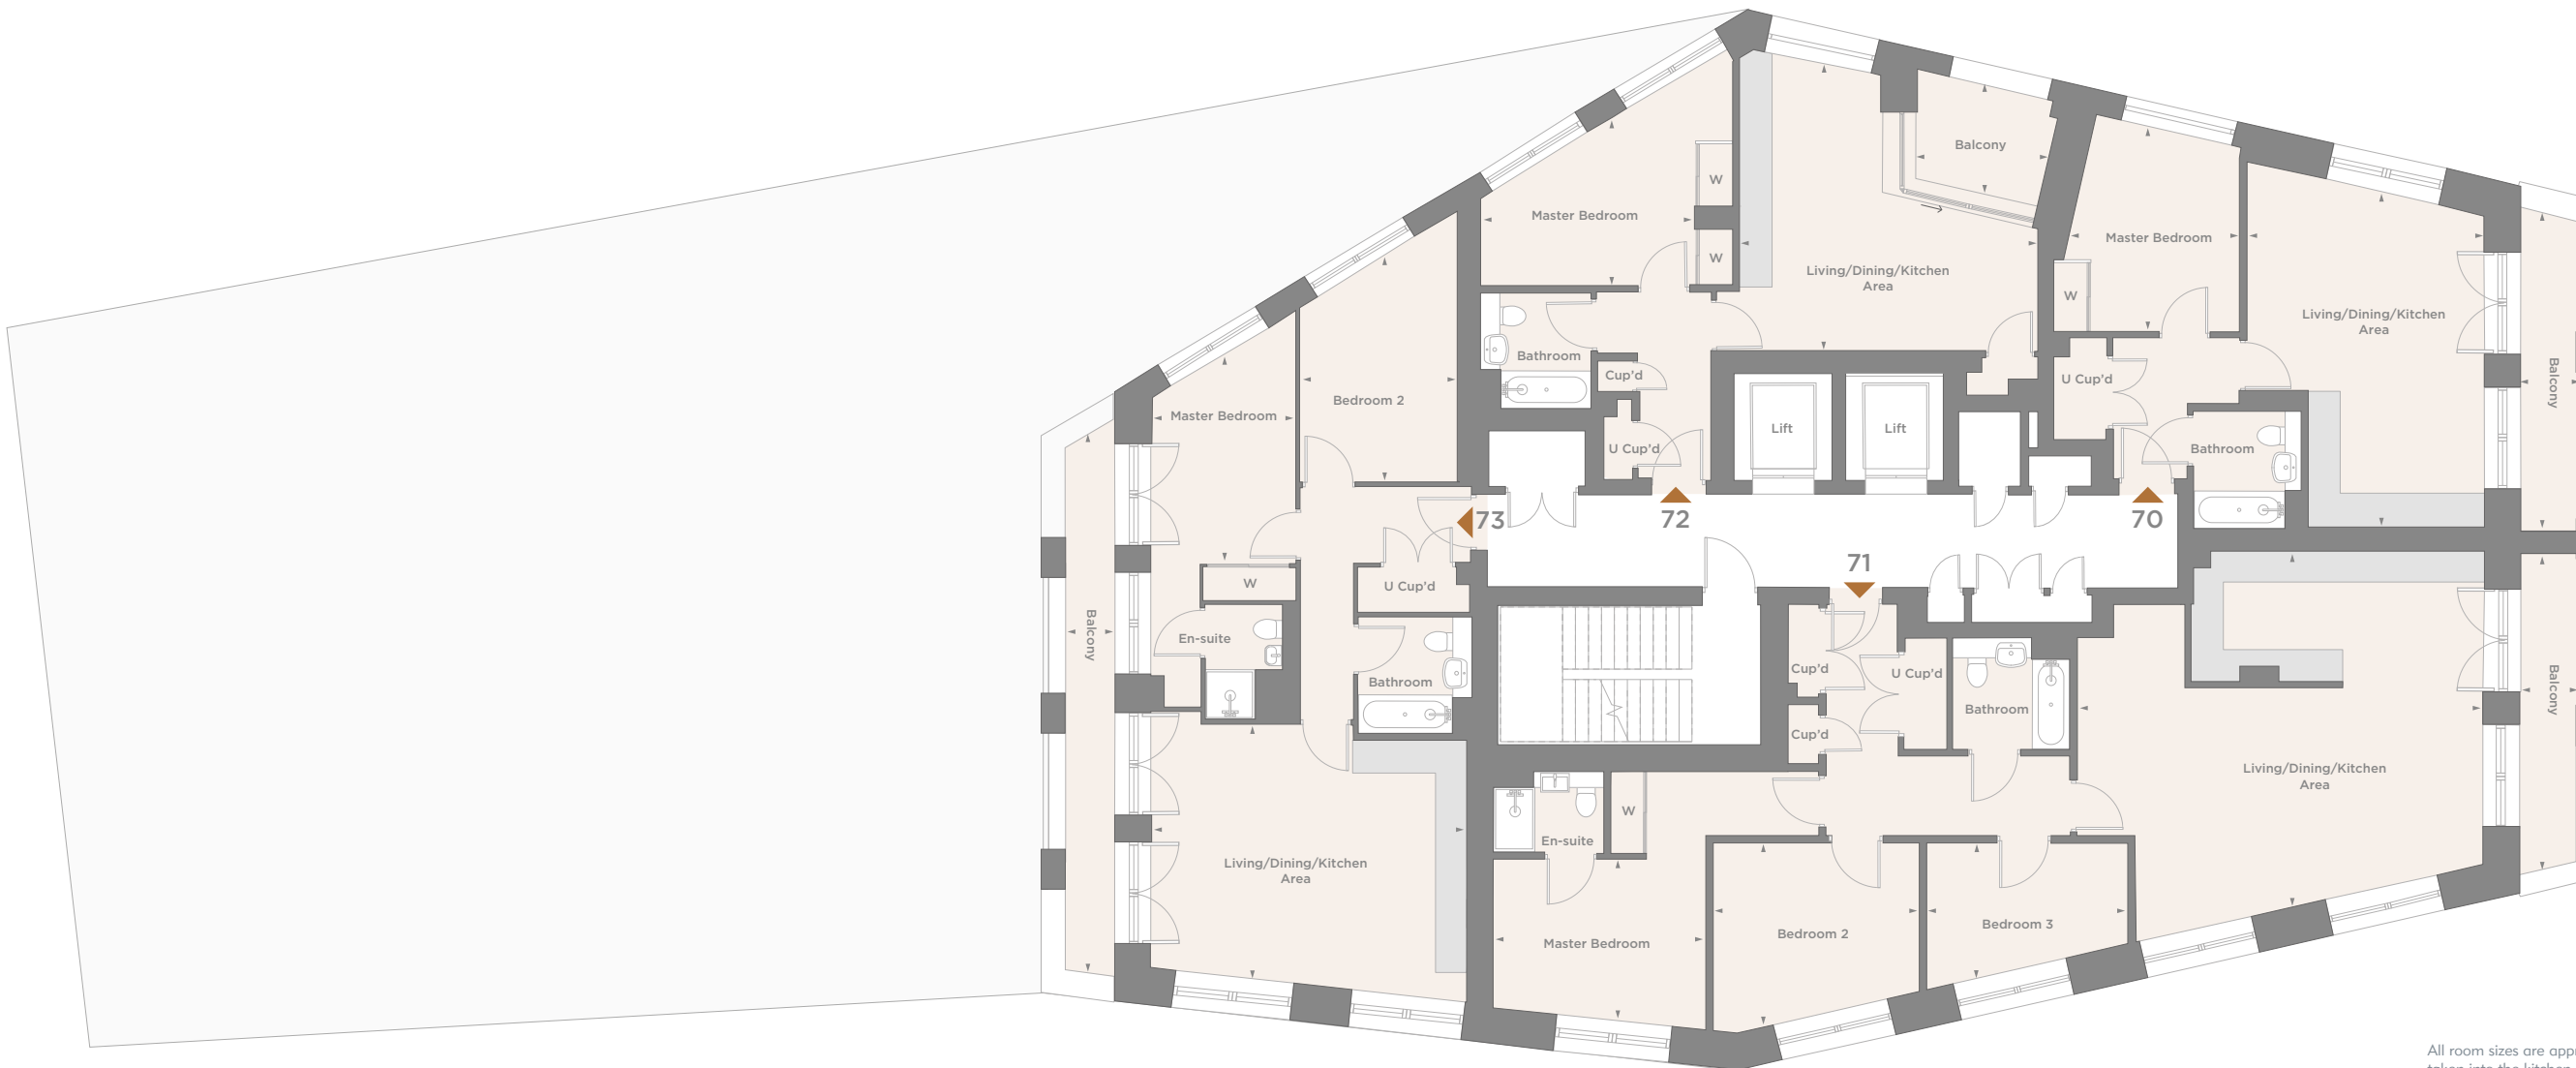 Balcony
W
Master Bedroom
Master Bedroom
W
W
Living/Dining/Kitchen
Area
W
Living/Dining/Kitchen
Area
Bathroom
Cup'd
U Cup'd
Balcony
Bedroom 2
Master Bedroom
Lift
Lift
U Cup'd
Bathroom
73
72
70
71
W
U Cup'd
Balcony
En-suite
Bathroom
Cup'd
U Cup'd
Bathroom
Balcony
Cup'd
Living/Dining/Kitchen
Area
W
En-suite
Living/Dining/Kitchen
Area
Master Bedroom
Bedroom 2
Bedroom 3
All room sizes are app